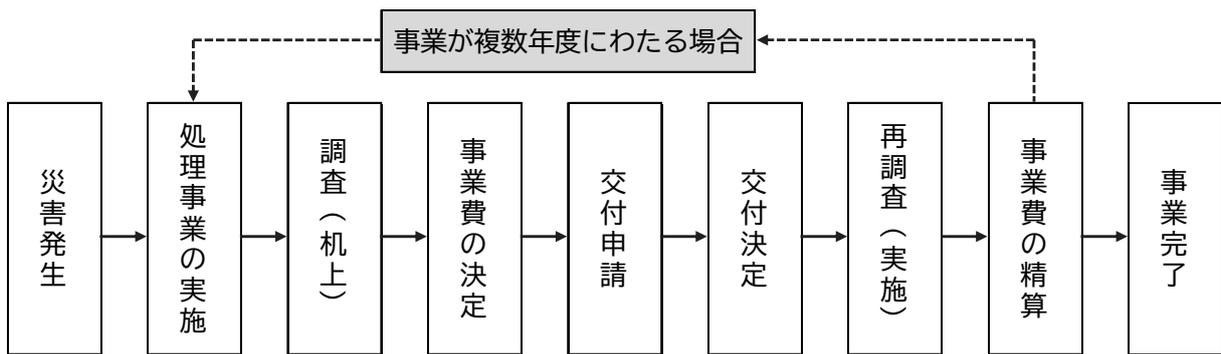 事業が複数年度にわたる場合
災害発生
処理事業の実施
調査（机上）
事業費の決定
交付申請
交付決定
再調査（実施）
事業費の精算
事業完了